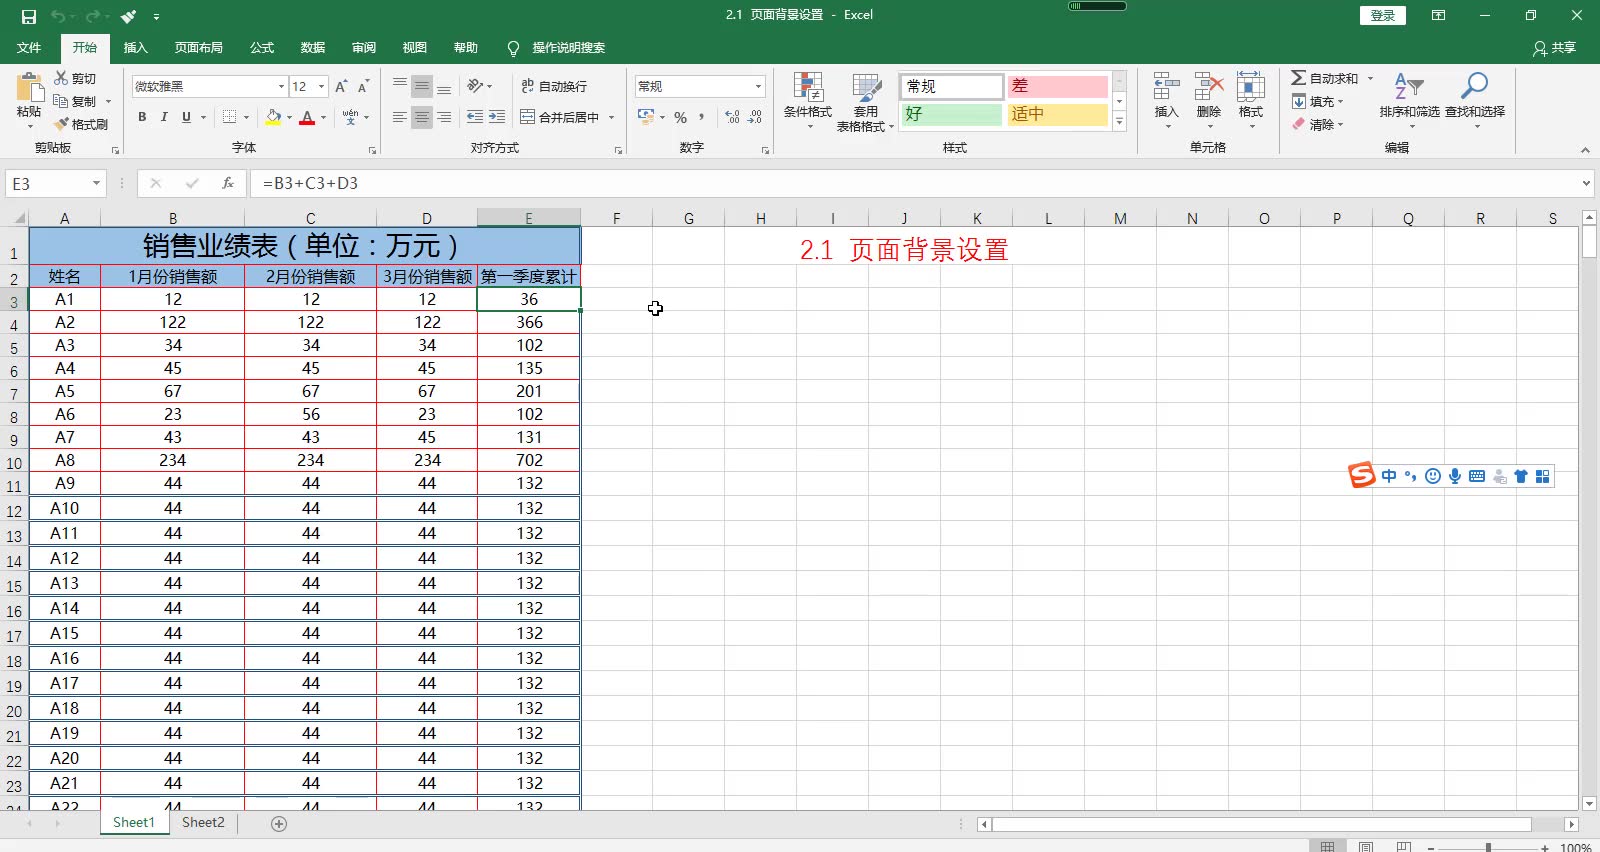 2.1 页面背景设置 - Excel
登录
文件 开始 插入 页面布局 公式 数据 审阅 视图 帮助 操作说明搜索 共享
粘贴 剪切 复制 格式刷 剪贴板
微软雅黑 12 B I U 字体
自动换行 合并后居中 对齐方式
常规 % 数字
条件格式 套用表格格式 常规 差 好 适中 样式
插入 删除 格式 单元格
自动求和 填充 清除 排序和筛选 查找和选择 编辑
E3 fx =B3+C3+D3
A B C D E F G H I J K L M N O P Q R S
1 销售业绩表（单位：万元） 2.1 页面背景设置
2 姓名 1月份销售额 2月份销售额 3月份销售额 第一季度累计
3 A1 12 12 12 36
4 A2 122 122 122 366
5 A3 34 34 34 102
6 A4 45 45 45 135
7 A5 67 67 67 201
8 A6 23 56 23 102
9 A7 43 43 45 131
10 A8 234 234 234 702
11 A9 44 44 44 132
12 A10 44 44 44 132
13 A11 44 44 44 132
14 A12 44 44 44 132
15 A13 44 44 44 132
16 A14 44 44 44 132
17 A15 44 44 44 132
18 A16 44 44 44 132
19 A17 44 44 44 132
20 A18 44 44 44 132
21 A19 44 44 44 132
22 A20 44 44 44 132
23 A21 44 44 44 132
24 A22 44 44 44 132
中
Sheet1 Sheet2
100%